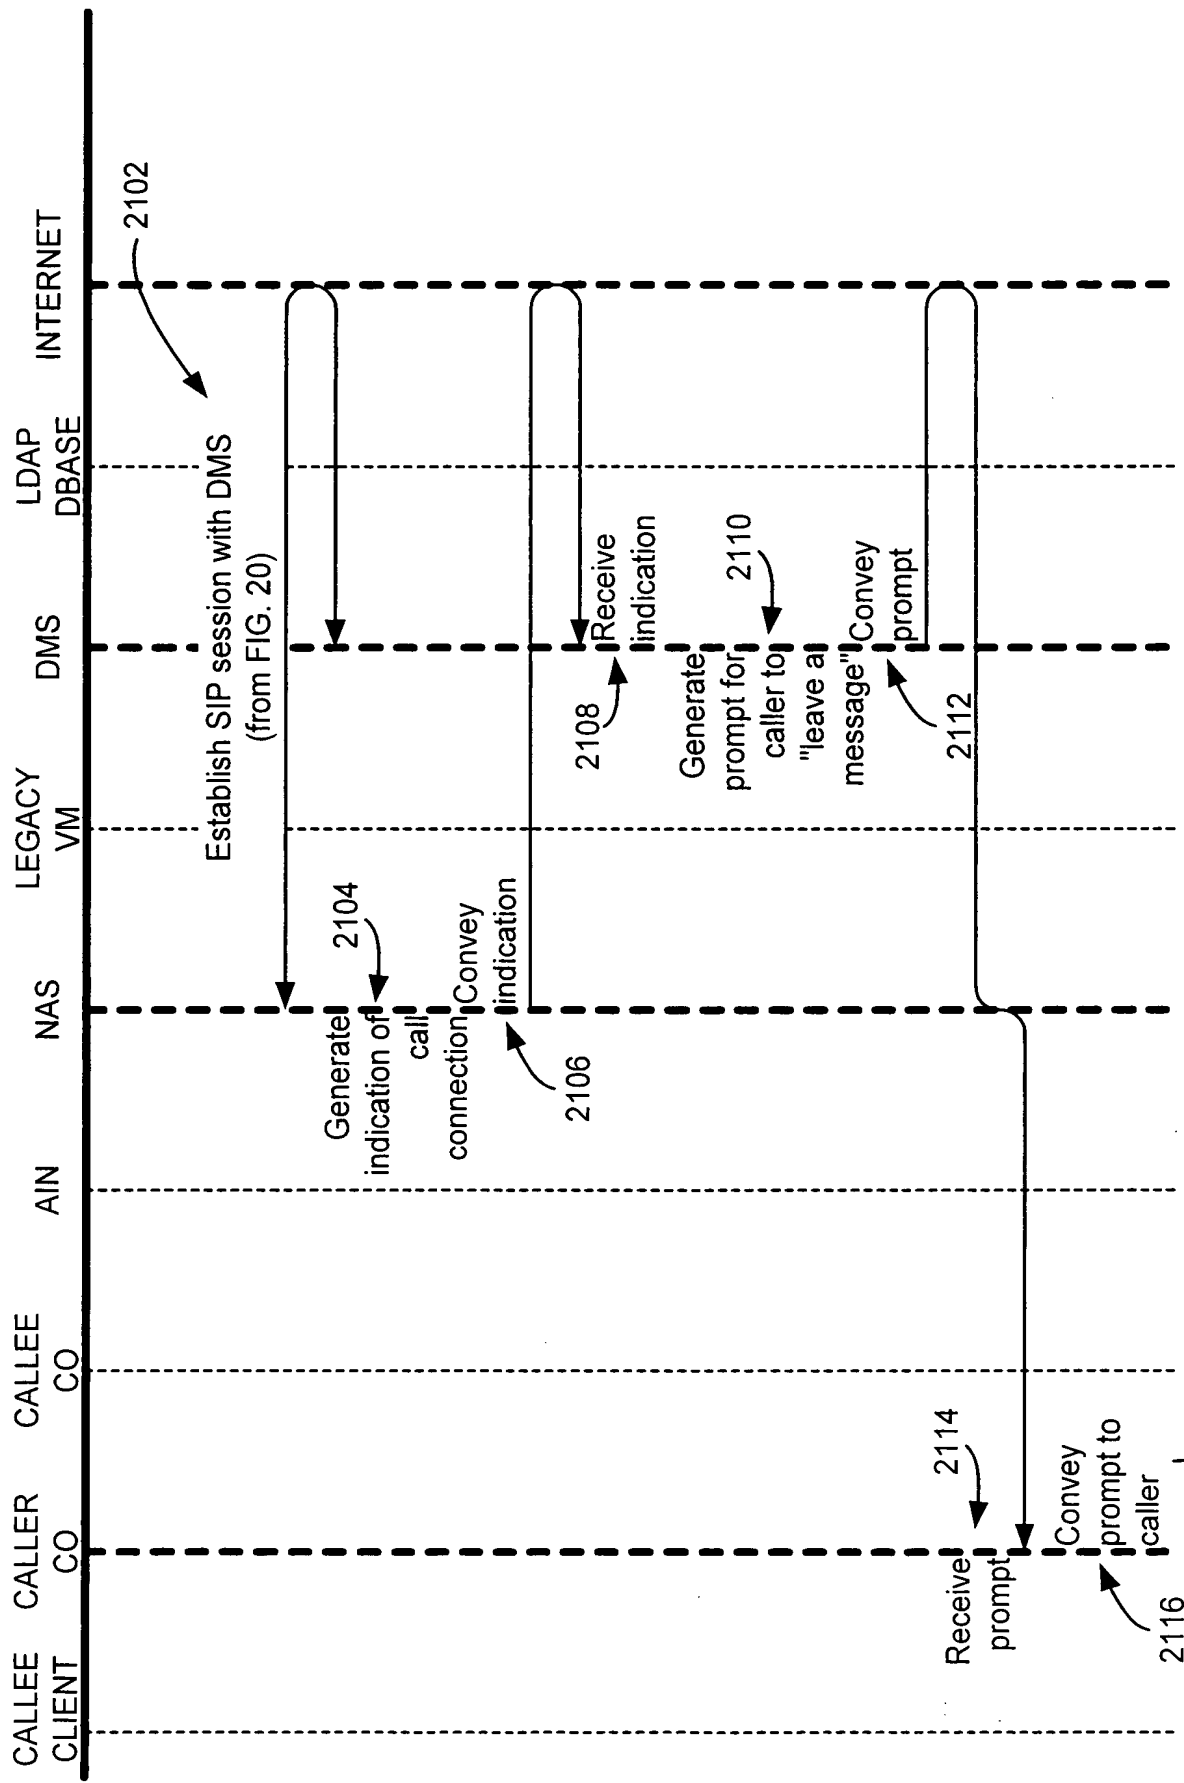 CALLEE
CLIENT
CALLER
CO
CALLEE
CO
AIN
NAS
LEGACY
VM
DMS
LDAP
DBASE
INTERNET
2102
Establish SIP session with DMS
(from FIG. 20)
2104
Generate
indication of
call
connection
Convey
indication
2106
Receive
indication
2108
2110
Generate
prompt for
caller to
"leave a
message"
Convey
prompt
2112
2114
Receive
prompt
Convey
prompt to
caller
2116